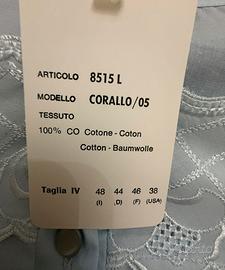 ARTICOLO 8515 L
MODELLO CORALLO/05
TESSUTO
100% CO Cotone - Coton
Cotton - Baumwolle
Taglia IV 48 44 46 38
(I) (D) (F) (USA)